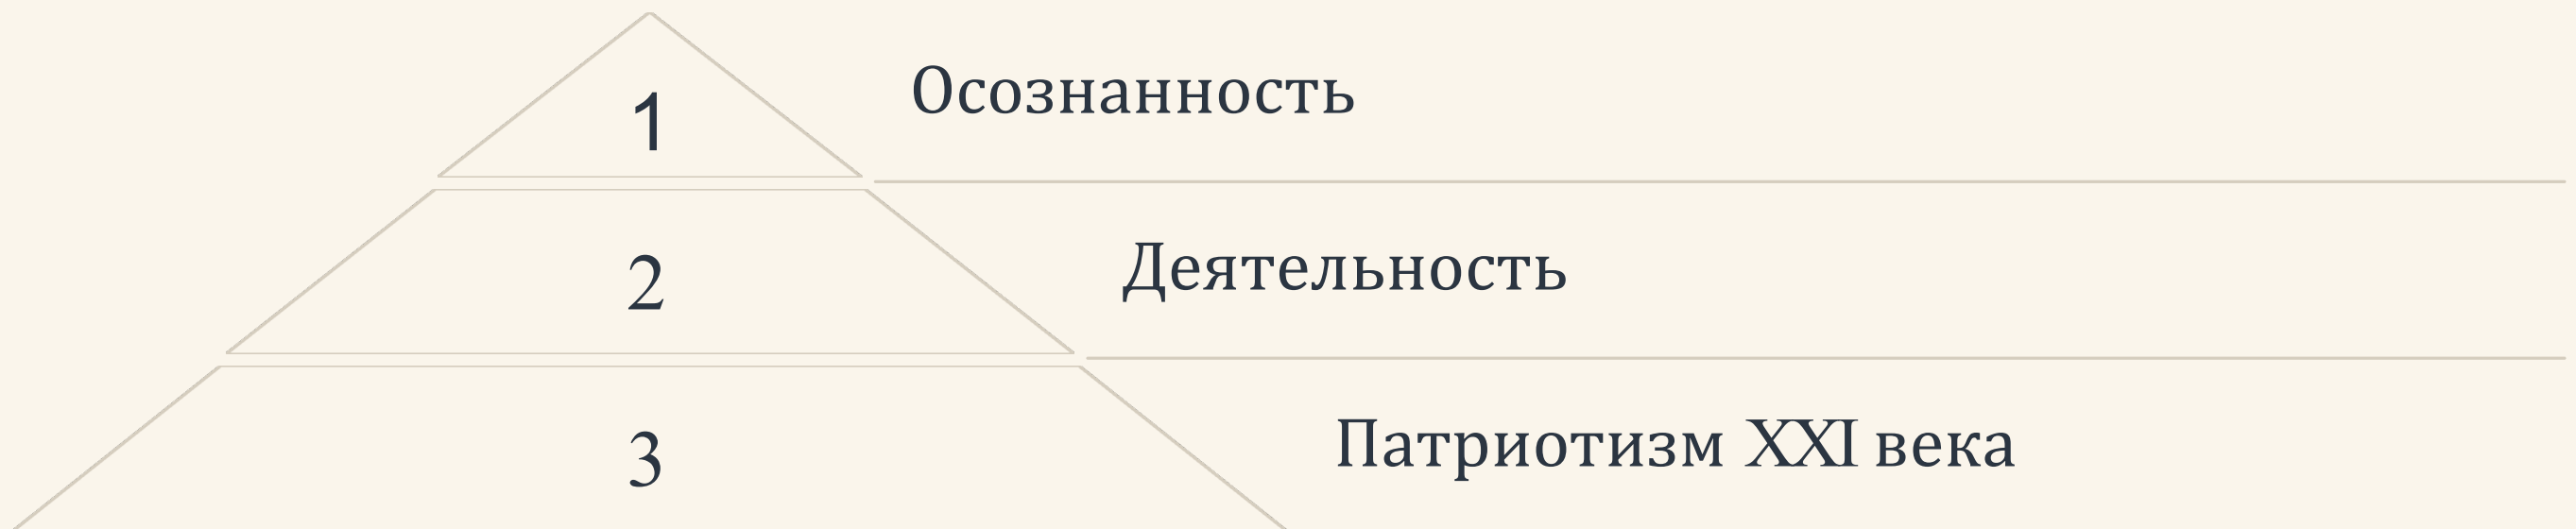 1
Осознанность
2
Деятельность
3
Патриотизм XXI века